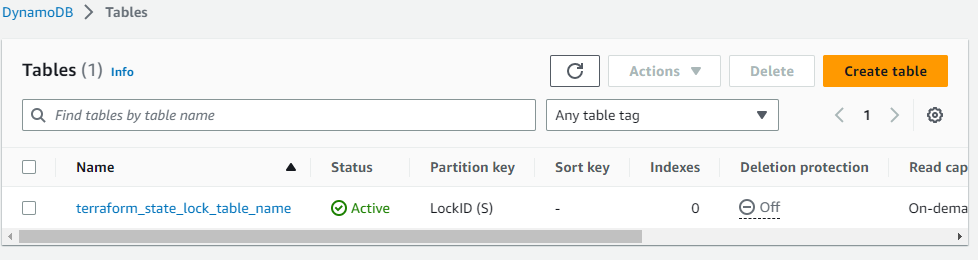 DynamoDB > Tables
Tables (1) Info
Actions Delete Create table
Find tables by table name Any table tag 1
Name Status Partition key Sort key Indexes Deletion protection Read cap
terraform_state_lock_table_name Active LockID (S) - 0 Off On-dema